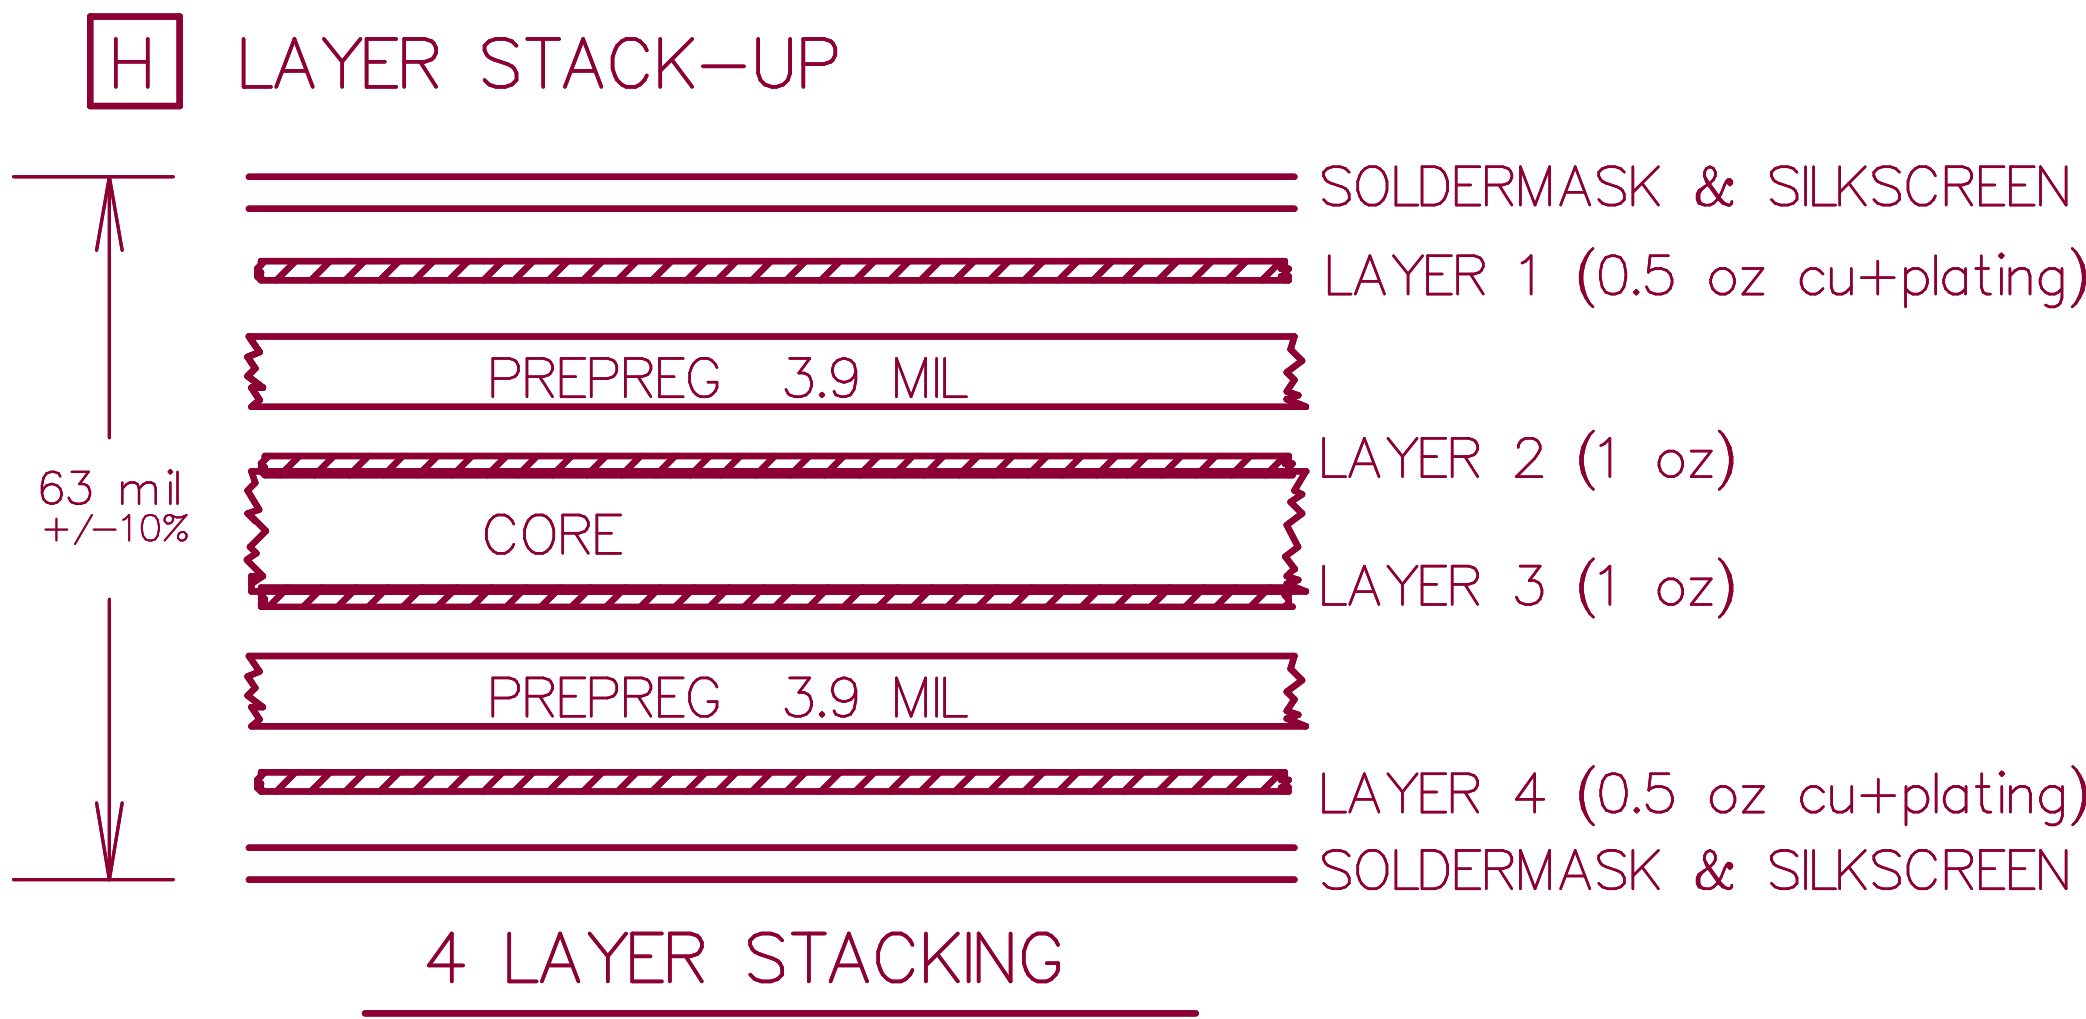 H LAYER STACK-UP
SOLDERMASK & SILKSCREEN
LAYER 1 (0.5 oz cu+plating)
PREPREG 3.9 MIL
LAYER 2 (1 oz)
63 mil
+/-10%
CORE
LAYER 3 (1 oz)
PREPREG 3.9 MIL
LAYER 4 (0.5 oz cu+plating)
SOLDERMASK & SILKSCREEN
4 LAYER STACKING